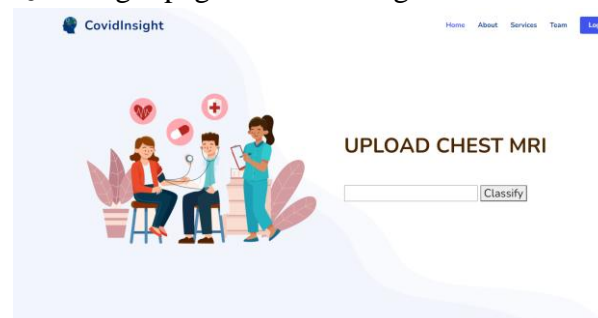 CovidInsight
Home About Services Team
UPLOAD CHEST MRI
Classify